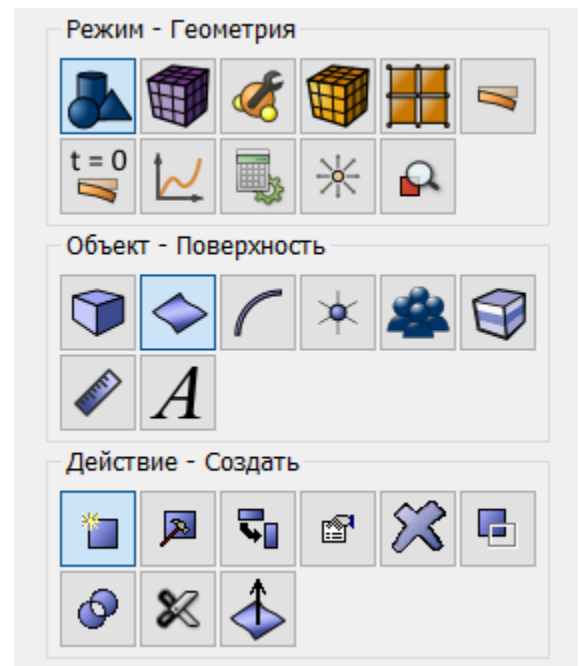 Режим - Геометрия
t = 0
Объект - Поверхность
A
Действие - Создать